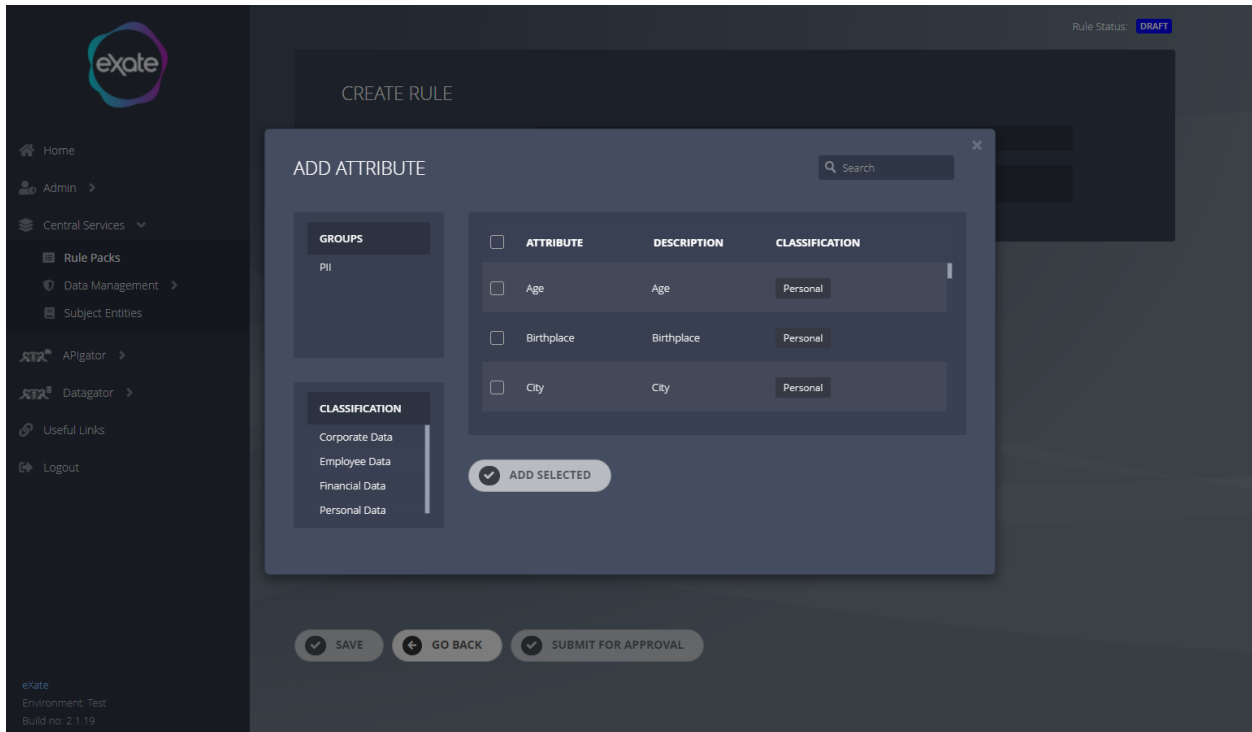 eXate
Rule Status: DRAFT
CREATE RULE
Home
Admin
Central Services
Rule Packs
Data Management
Subject Entities
APIgator
Datagator
Useful Links
Logout
ADD ATTRIBUTE
Search
GROUPS
PII
CLASSIFICATION
Corporate Data
Employee Data
Financial Data
Personal Data
ATTRIBUTE DESCRIPTION CLASSIFICATION
Age Age Personal
Birthplace Birthplace Personal
City City Personal
ADD SELECTED
SAVE GO BACK SUBMIT FOR APPROVAL
eXate
Environment: Test
Build no: 2.1.19